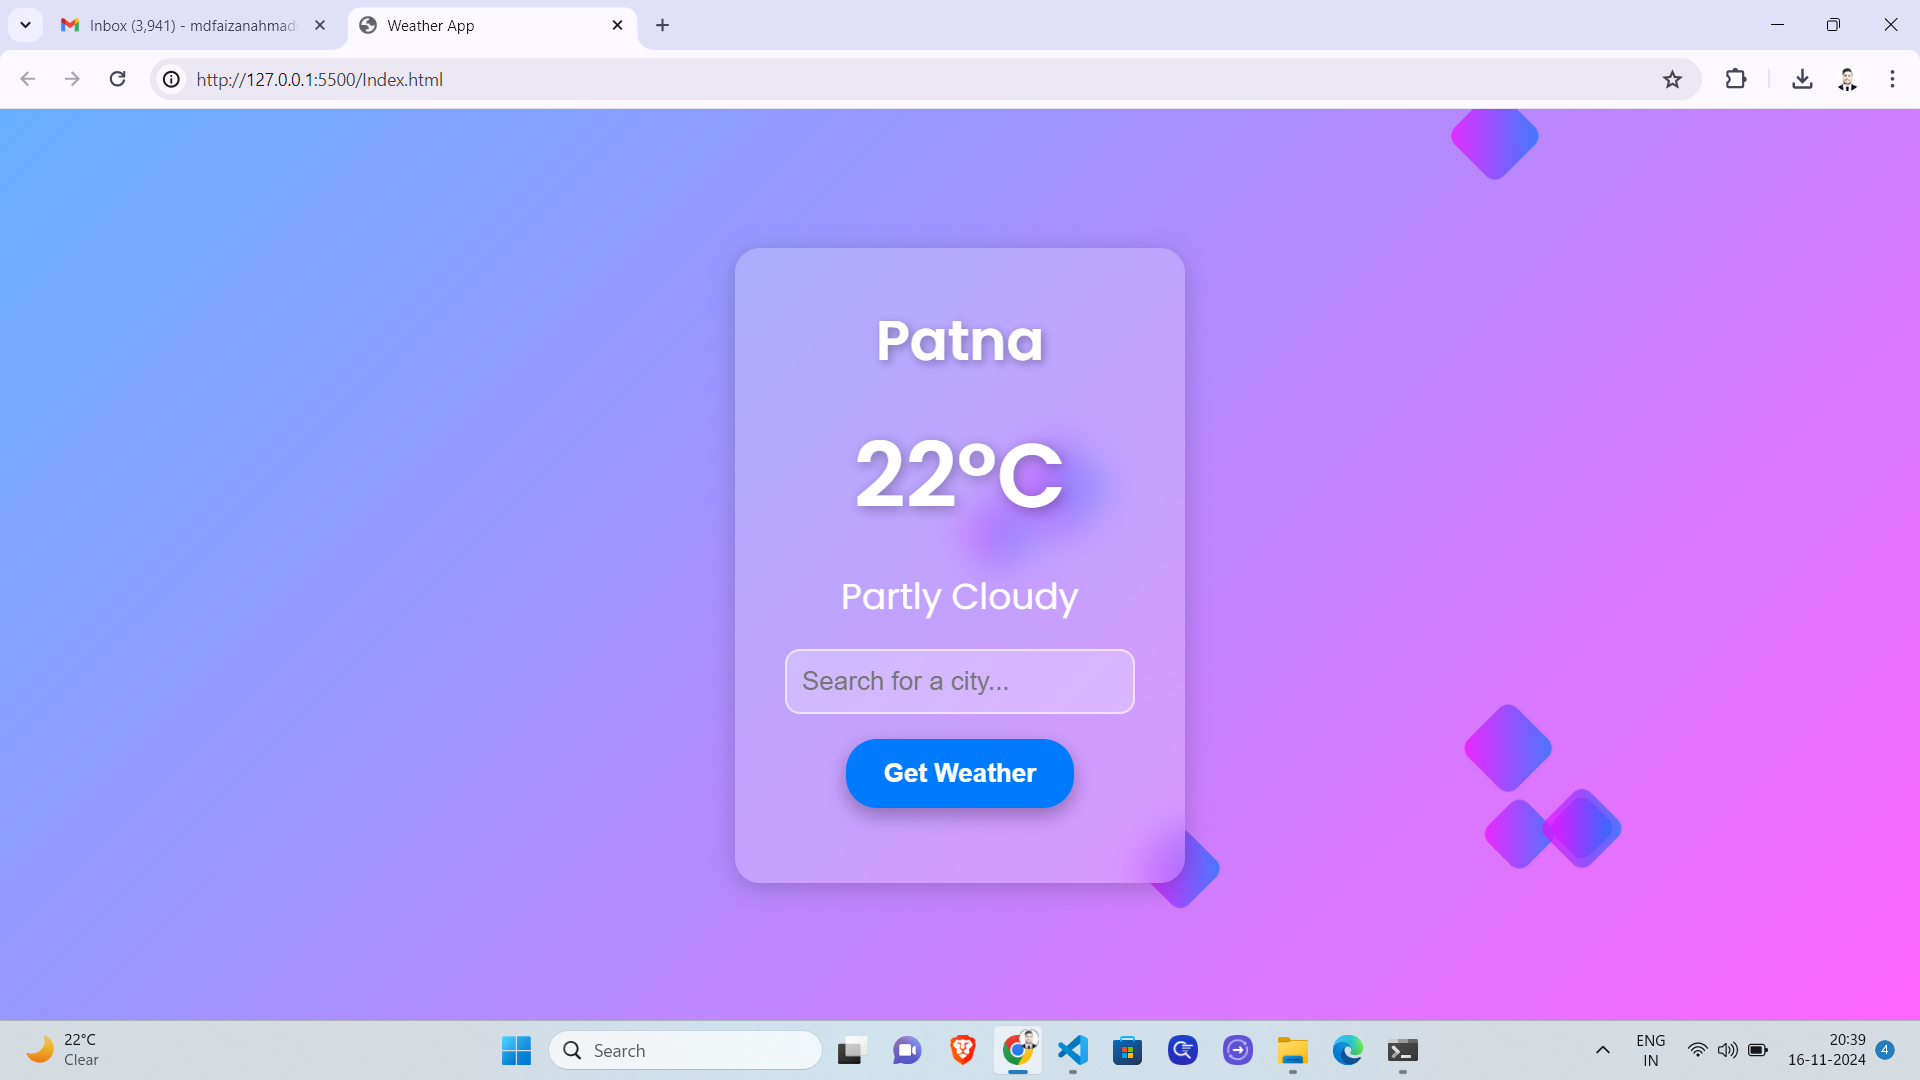 Inbox (3,941) - mdfaizanahmad
Weather App
http://127.0.0.1:5500/Index.html
Patna
22°C
Partly Cloudy
Search for a city...
Get Weather
22°C
Clear
Search
ENG
IN
20:39
16-11-2024
4